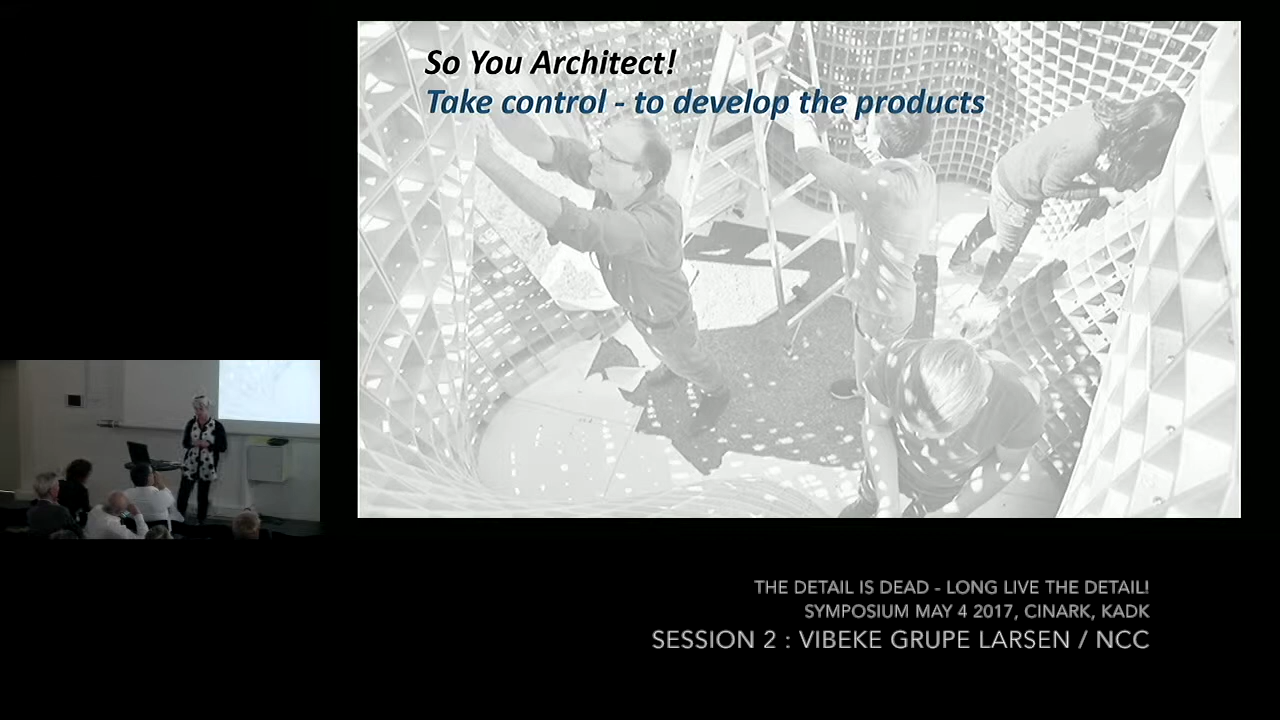 So You Architect!
Take control - to develop the products
THE DETAIL IS DEAD - LONG LIVE THE DETAIL!
SYMPOSIUM MAY 4 2017, CINARK, KADK
SESSION 2 : VIBEKE GRUPE LARSEN / NCC